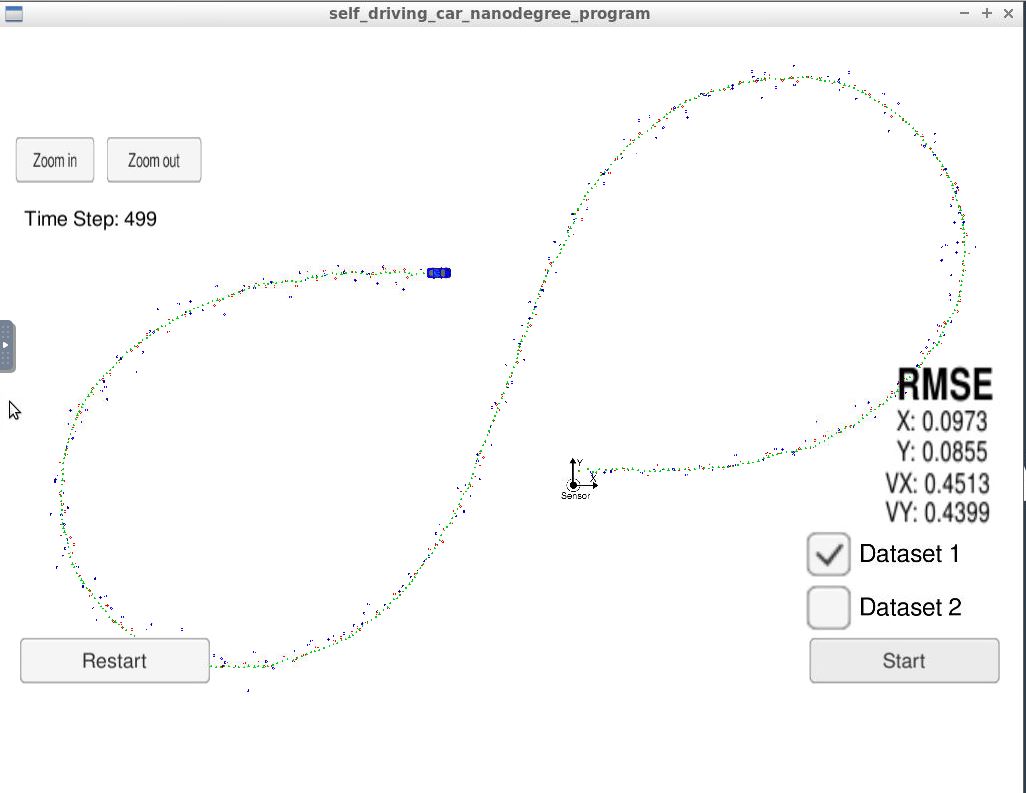 self_driving_car_nanodegree_program
Zoom in
Zoom out
Time Step: 499
RMSE
X: 0.0973
Y: 0.0855
VX: 0.4513
VY: 0.4399
Y
X
Sensor
Dataset 1
Dataset 2
Restart
Start